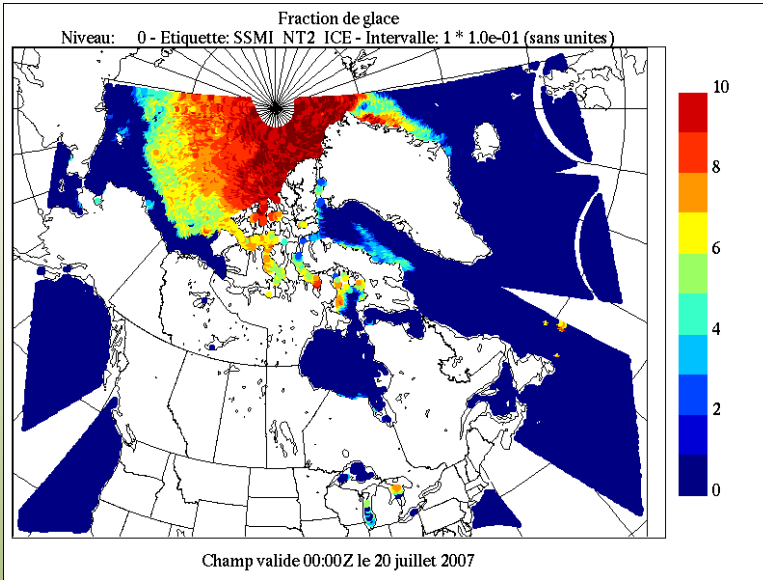 Fraction de glace
Niveau: 0 - Etiquette: SSMI NT2 ICE - Intervalle: 1 * 1.0e-01 (sans unites)
10
8
6
4
2
0
Champ valide 00:00Z le 20 juillet 2007